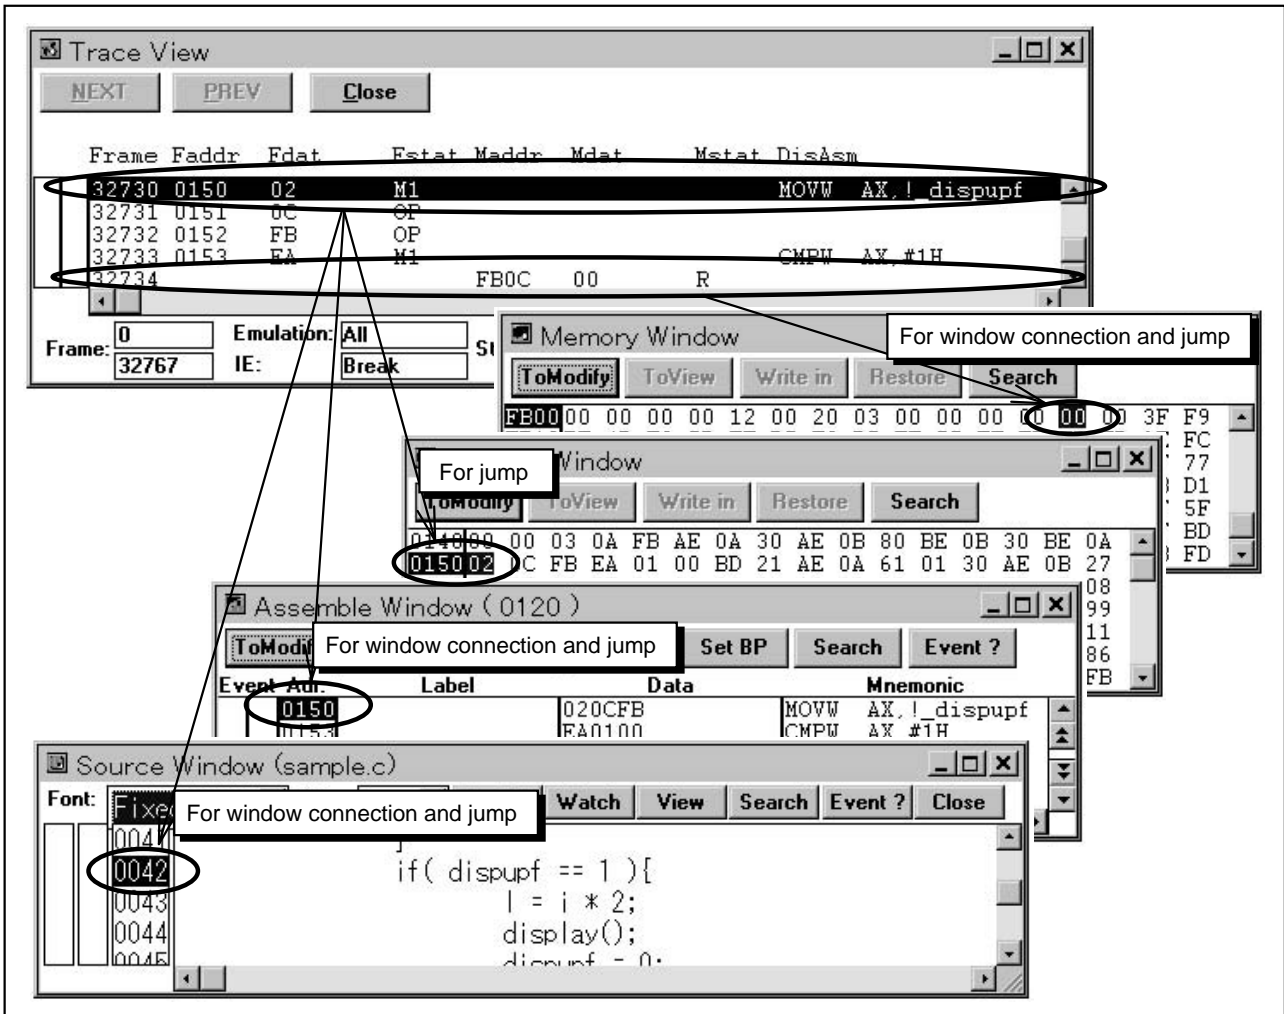 Trace View
NEXT PREV Close
Frame Faddr Fdat Fstat Maddr Mdat Mstat DisAsm
32730 0150 02 M1 MOVW AX,!_dispupf
32731 0151 0C OP
32732 0152 FB OP
32733 0153 EA M1 CMPW AX,#1H
32734 FB0C 00 R
Frame: 0 Emulation: All
32767 IE: Break
Memory Window
For window connection and jump
ToModify ToView Write in Restore Search
FB00 00 00 00 00 12 00 20 03 00 00 00 00 00 00 3F F9
FC
77
D1
5F
BD
FD
Window
For jump
ToModify ToView Write in Restore Search
0140 00 00 03 0A FB AE 0A 30 AE 0B 80 BE 0B 30 BE 0A
0150 02 0C FB EA 01 00 BD 21 AE 0A 61 01 30 AE 0B 27
08
99
11
86
FB
Assemble Window ( 0120 )
ToModify Set BP Search Event ?
For window connection and jump
Event Adr. Label Data Mnemonic
0150 020CFB MOVW AX,!_dispupf
0153 EA0100 CMPW AX #1H
Source Window (sample.c)
Font: Fixed Watch View Search Event ? Close
For window connection and jump
0041 }
0042 if( dispupf == 1 ){
0043 l = i * 2;
0044 display();
0045 dispupf = 0;